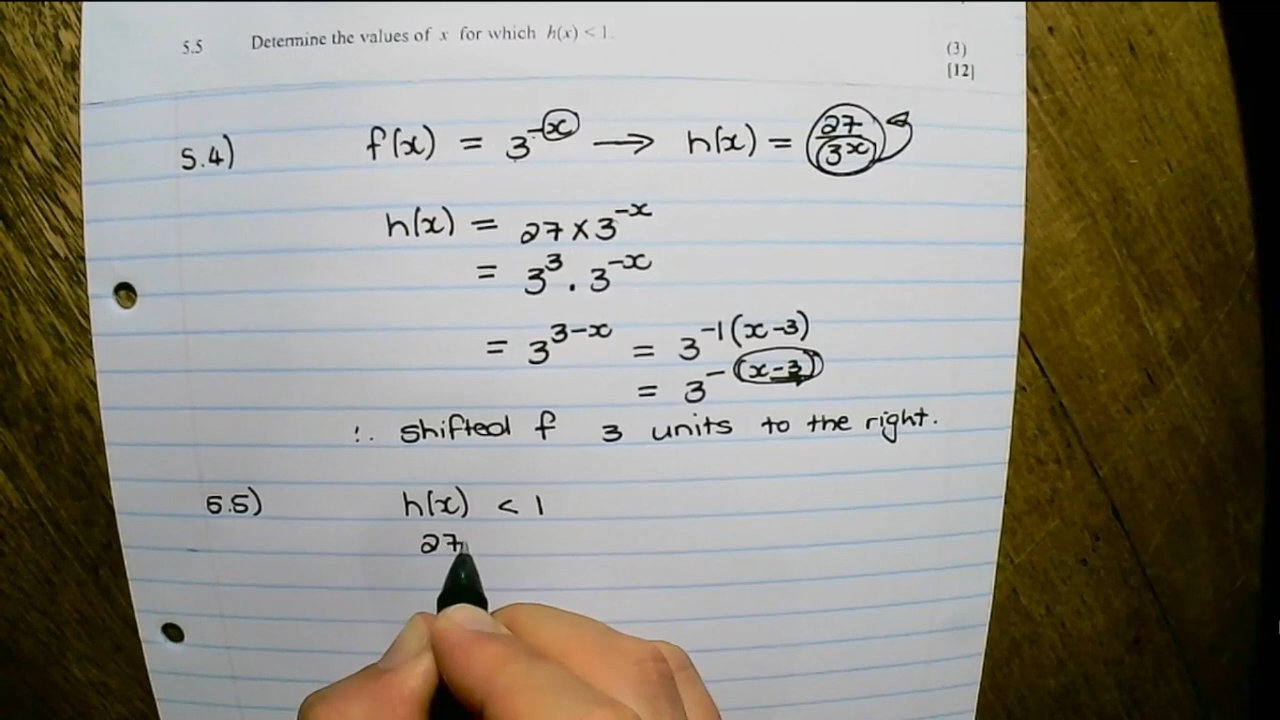 5.5 Determine the values of x for which h(x) < 1.
(3)
[12]
5.4) f(x) = 3^{-x} → h(x) = \frac{27}{3^x}
h(x) = 27 × 3^{-x}
= 3^3 . 3^{-x}
= 3^{3-x} = 3^{-1(x-3)}
= 3^{-(x-3)}
∴ shifted f 3 units to the right.
5.5) h(x) < 1
27